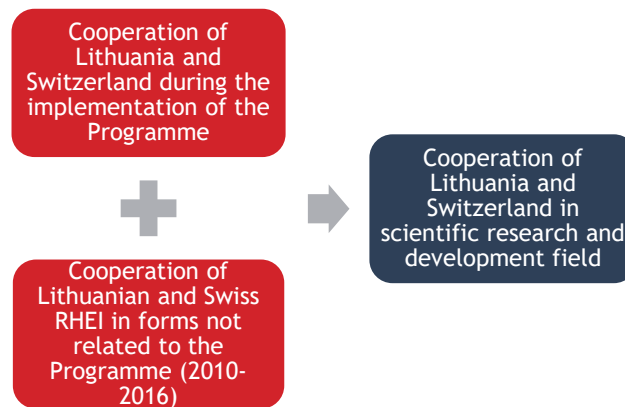 Cooperation of
Lithuania and
Switzerland during the
implementation of the
Programme
Cooperation of
Lithuanian and Swiss
RHEI in forms not
related to the
Programme (2010-
2016)
Cooperation of
Lithuania and
Switzerland in
scientific research and
development field